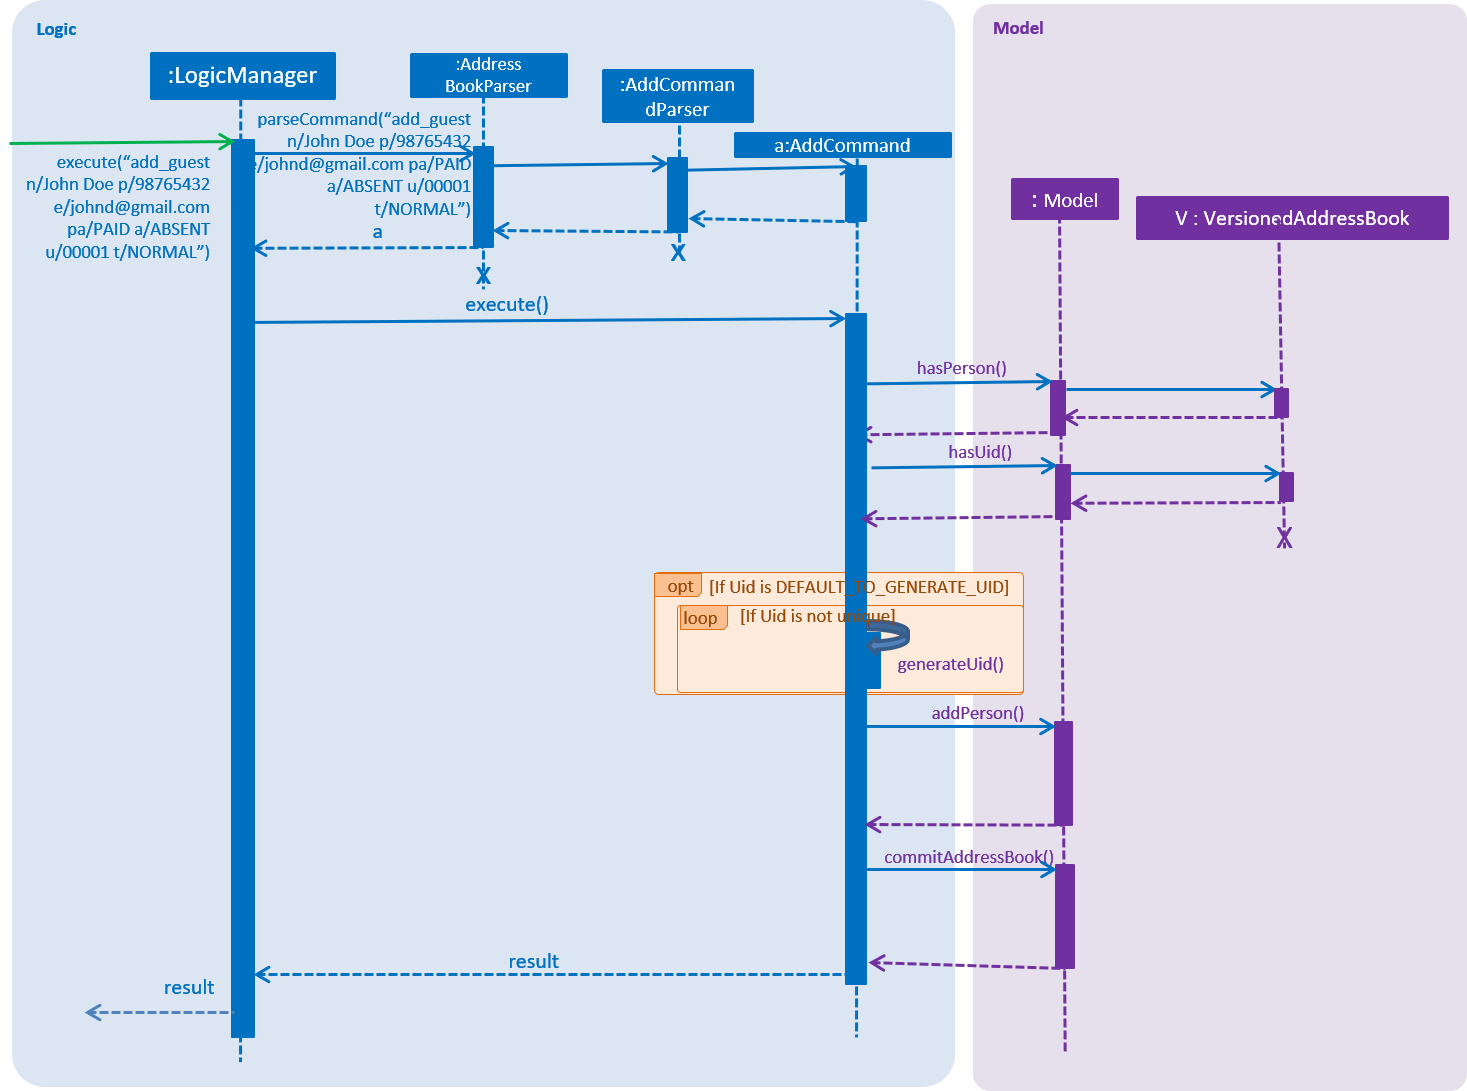 Logic
Model
:LogicManager
:Address
BookParser
:AddComman
dParser
a:AddCommand
: Model
V : VersionedAddressBook
execute(“add_guest
n/John Doe p/98765432
e/johnd@gmail.com
pa/PAID a/ABSENT
u/00001 t/NORMAL”)
parseCommand(“add_guest
n/John Doe p/98765432
e/johnd@gmail.com pa/PAID
a/ABSENT u/00001
t/NORMAL”)
a
X
X
execute()
hasPerson()
hasUid()
X
opt [If Uid is DEFAULT_TO_GENERATE_UID]
loop [If Uid is not unique]
generateUid()
addPerson()
commitAddressBook()
result
result